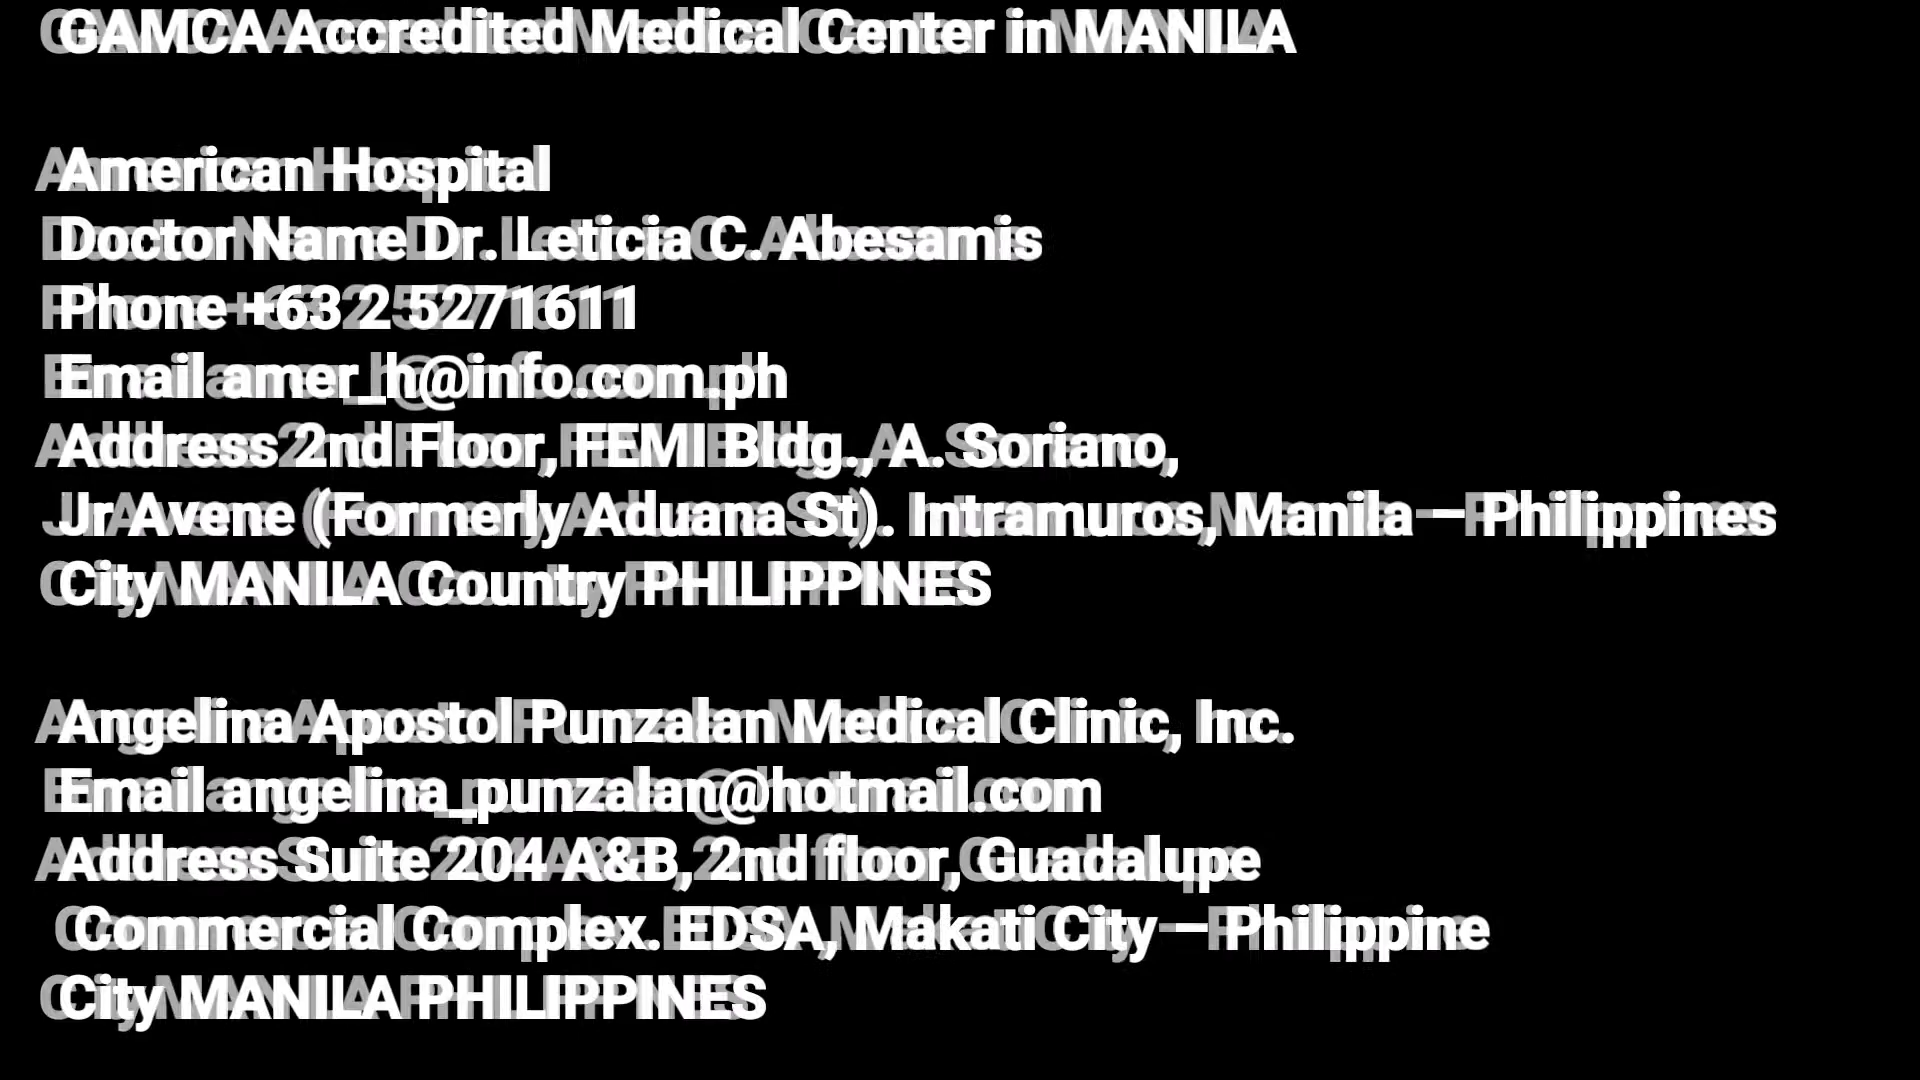 GAMCA Accredited Medical Center in MANILA
American Hospital
Doctor Name Dr. Leticia C. Abesamis
Phone +63 2 5271611
Email amer_h@info.com.ph
Address 2nd Floor, FEMI Bldg., A. Soriano,
Jr Avene (Formerly Aduana St). Intramuros, Manila – Philippines
City MANILA Country PHILIPPINES
Angelina Apostol Punzalan Medical Clinic, Inc.
Email angelina_punzalan@hotmail.com
Address Suite 204 A&B, 2nd floor, Guadalupe
Commercial Complex. EDSA, Makati City – Philippine
City MANILA PHILIPPINES